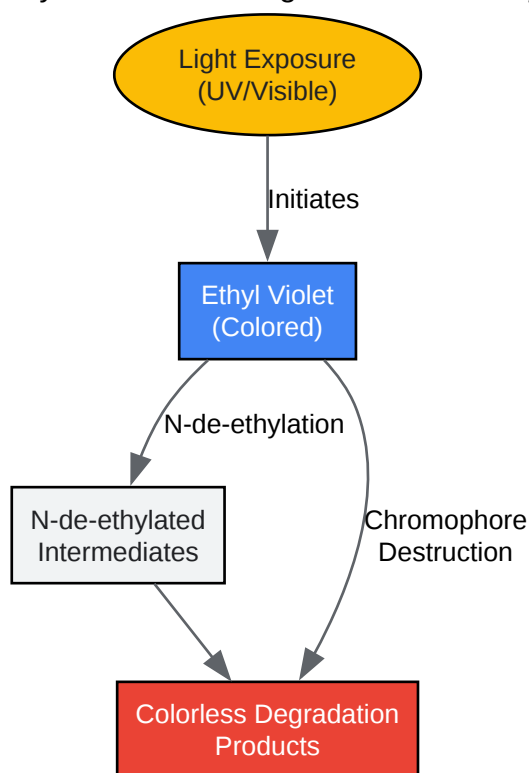 Light Exposure
(UV/Visible)
Initiates
Ethyl Violet
(Colored)
N-de-ethylation
N-de-ethylated
Intermediates
Chromophore
Destruction
Colorless Degradation
Products